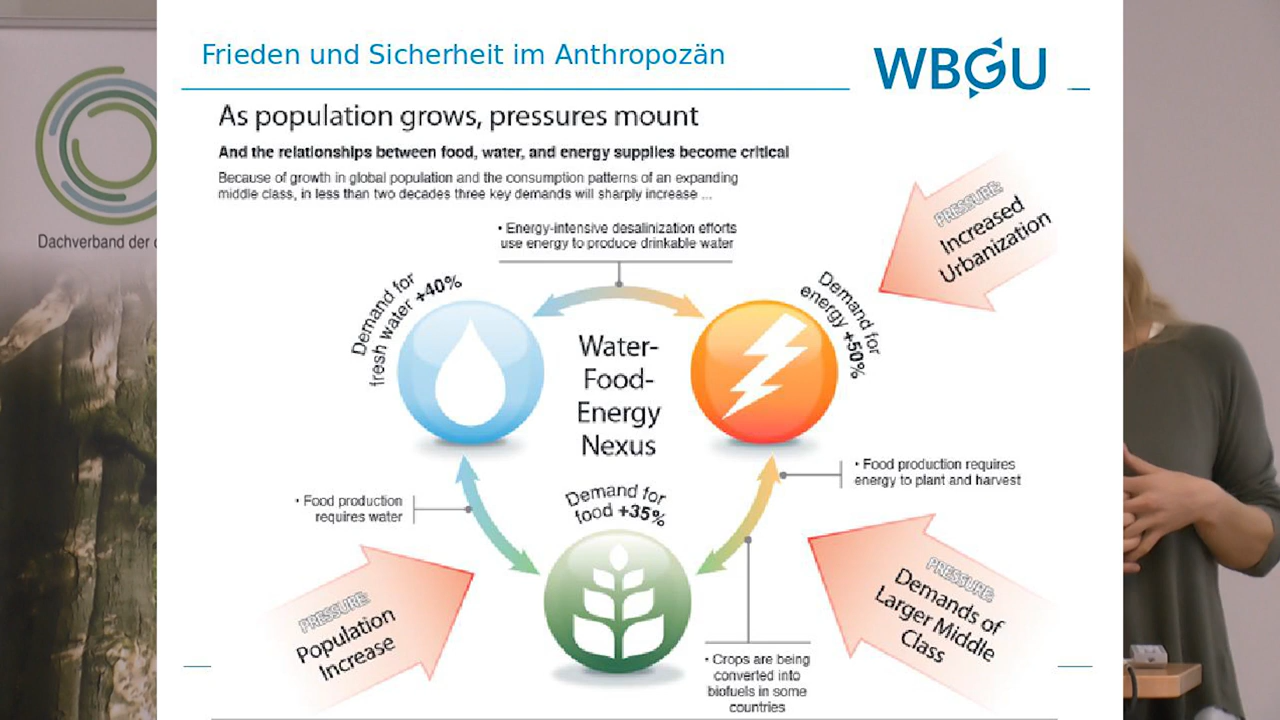 Frieden und Sicherheit im Anthropozän
WBGU
As population grows, pressures mount
And the relationships between food, water, and energy supplies become critical
Because of growth in global population and the consumption patterns of an expanding
middle class, in less than two decades three key demands will sharply increase ...
• Energy-intensive desalinization efforts
use energy to produce drinkable water
PRESSURE:
Increased
Urbanization
Demand for
fresh water +40%
Demand for
energy +50%
Water-
Food-
Energy
Nexus
• Food production
requires water
Demand for
food +35%
• Food production requires
energy to plant and harvest
PRESSURE:
Population
Increase
PRESSURE:
Demands of
Larger Middle
Class
• Crops are being
converted into
biofuels in some
countries
Dachverband der